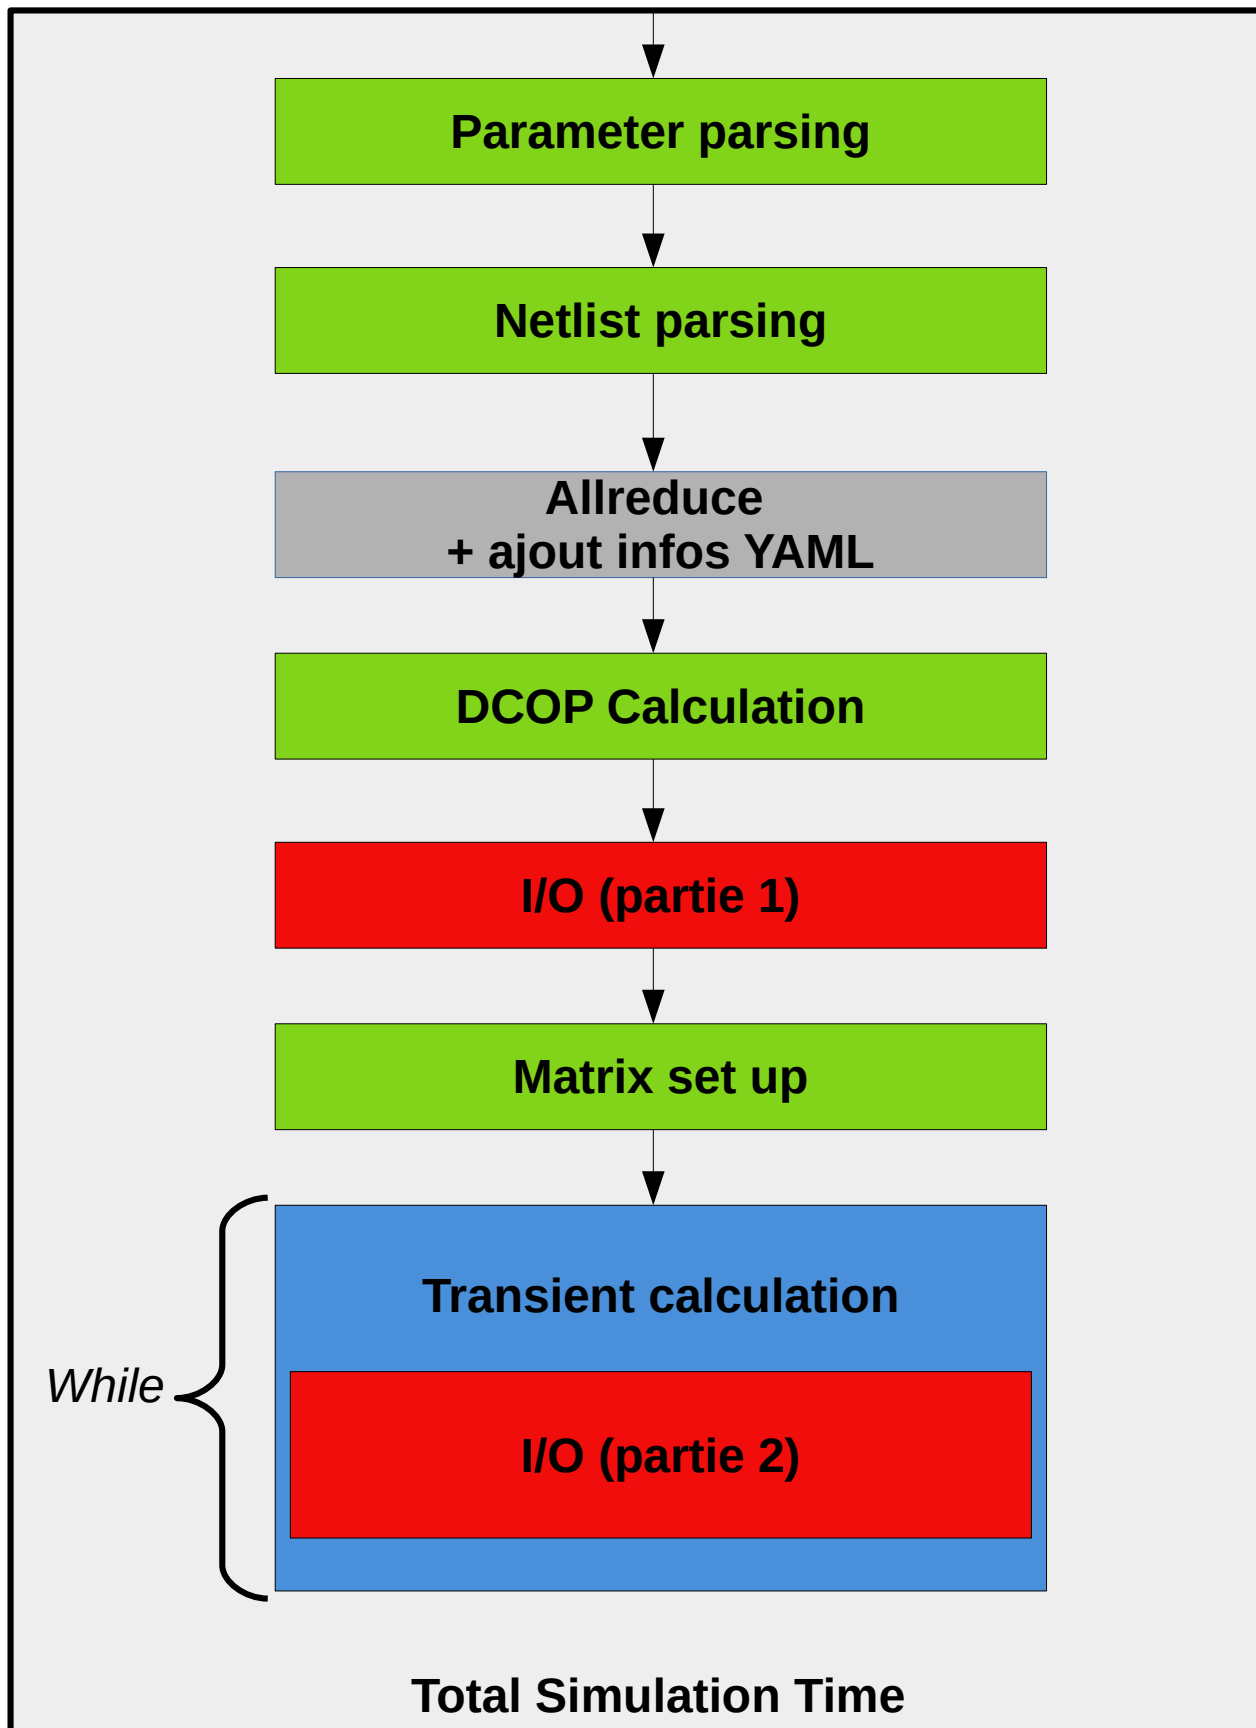 Parameter parsing
Netlist parsing
Allreduce
+ ajout infos YAML
DCOP Calculation
I/O (partie 1)
Matrix set up
Transient calculation
While
I/O (partie 2)
Total Simulation Time